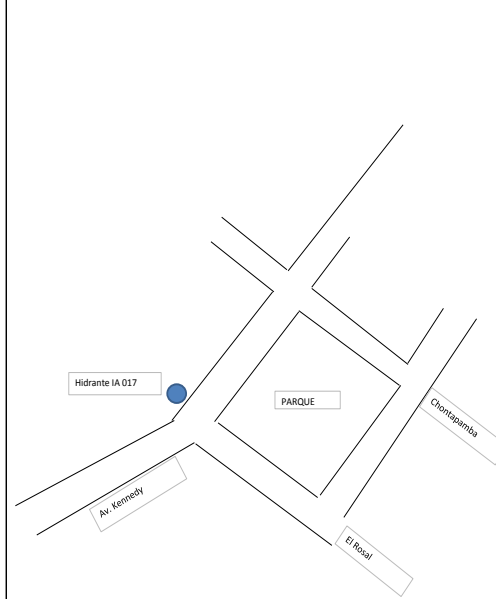 Hidrante IA 017
PARQUE
Chontapamba
Av. Kennedy
El Rosal